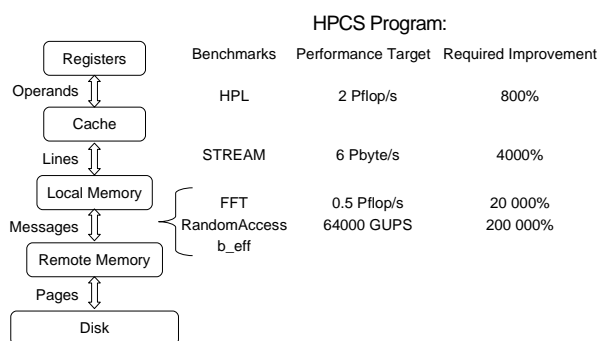 HPCS Program:
Registers
Benchmarks Performance Target Required Improvement
Operands
HPL 2 Pflop/s 800%
Cache
Lines
STREAM 6 Pbyte/s 4000%
Local Memory
FFT 0.5 Pflop/s 20 000%
Messages
RandomAccess 64000 GUPS 200 000%
b_eff
Remote Memory
Pages
Disk